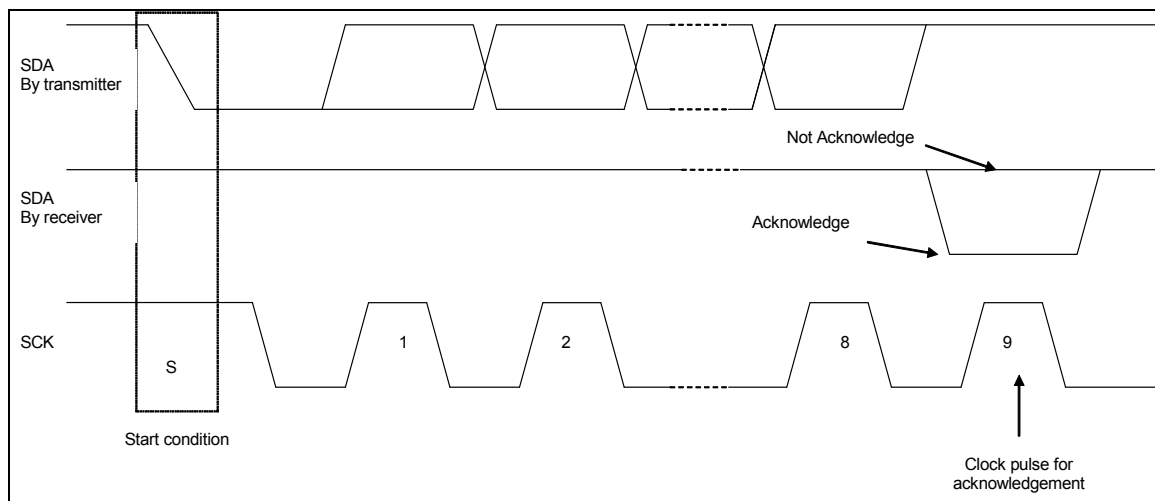 SDA
By transmitter
Not Acknowledge
SDA
By receiver
Acknowledge
SCK
S
1
2
8
9
Start condition
Clock pulse for
acknowledgement